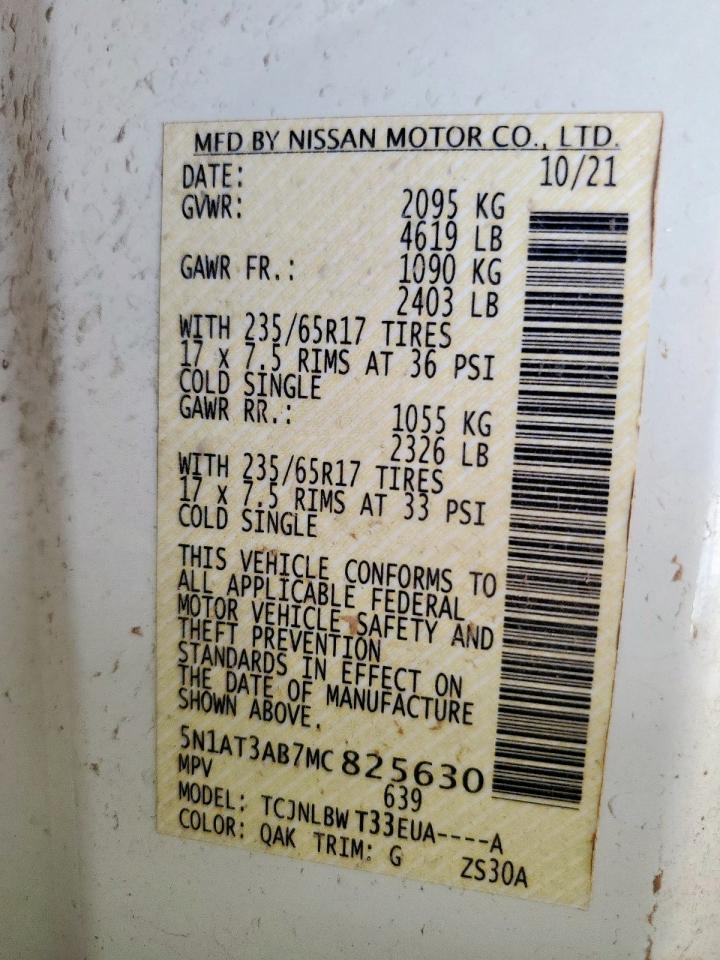 MFD BY NISSAN MOTOR CO., LTD.
DATE: 10/21
GVWR: 2095 KG
4619 LB
GAWR FR.: 1090 KG
2403 LB
WITH 235/65R17 TIRES
17 x 7.5 RIMS AT 36 PSI
COLD SINGLE
GAWR RR.: 1055 KG
2326 LB
WITH 235/65R17 TIRES
17 x 7.5 RIMS AT 33 PSI
COLD SINGLE
THIS VEHICLE CONFORMS TO
ALL APPLICABLE FEDERAL
MOTOR VEHICLE SAFETY AND
THEFT PREVENTION
STANDARDS IN EFFECT ON
THE DATE OF MANUFACTURE
SHOWN ABOVE.
5N1AT3AB7MC 825630
MPV 639
MODEL: TCJNLBW T33EUA----A
COLOR: QAK TRIM: G ZS30A